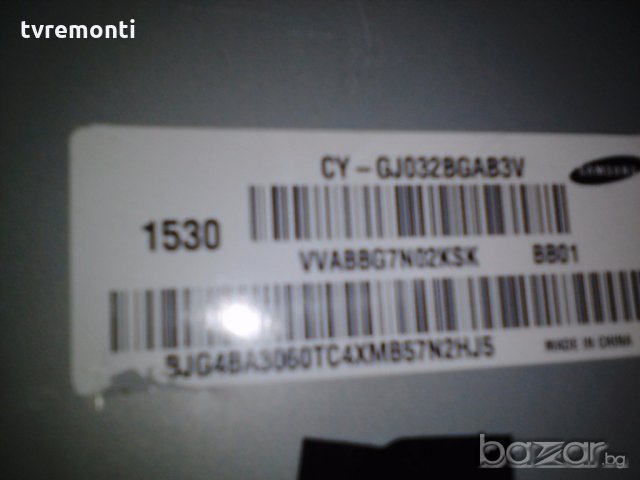 tvremonti
CY-GJ032BGAB3V
SAMSUNG
1530
VVABBG7N02KSK BB01
SJG4BA3060TC4XMB57N2HJ5
MADE IN CHINA
bazar.bg